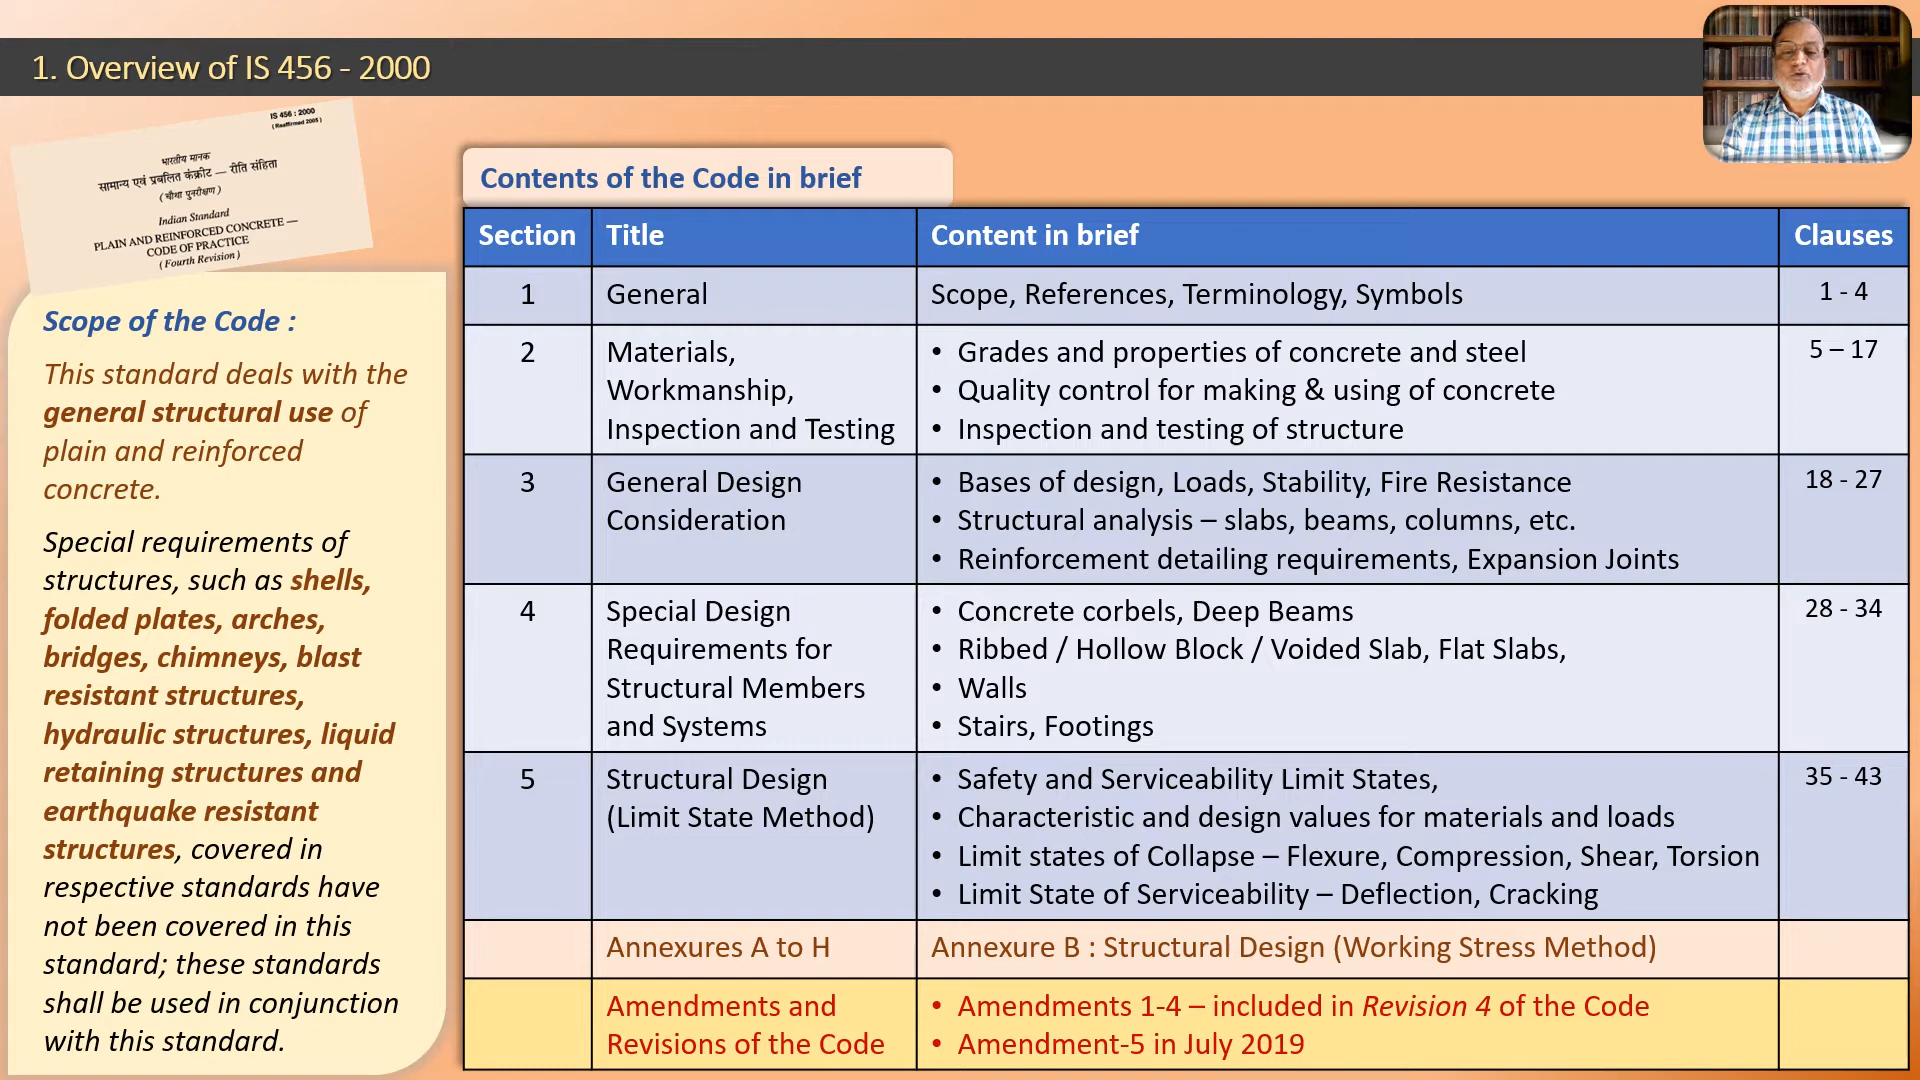 1. Overview of IS 456 - 2000
IS 456 : 2000
( Reaffirmed 2005 )
भारतीय मानक
सामान्य एवं प्रबलित कंक्रीट — रीति संहिता
( चौथा पुनरीक्षण )
Indian Standard
PLAIN AND REINFORCED CONCRETE —
CODE OF PRACTICE
( Fourth Revision )
Scope of the Code :
This standard deals with the
general structural use of
plain and reinforced
concrete.
Special requirements of
structures, such as shells,
folded plates, arches,
bridges, chimneys, blast
resistant structures,
hydraulic structures, liquid
retaining structures and
earthquake resistant
structures, covered in
respective standards have
not been covered in this
standard; these standards
shall be used in conjunction
with this standard.
Contents of the Code in brief
Section Title Content in brief Clauses
1 General Scope, References, Terminology, Symbols 1 - 4
2 Materials, • Grades and properties of concrete and steel 5 – 17
Workmanship, • Quality control for making & using of concrete
Inspection and Testing • Inspection and testing of structure
3 General Design • Bases of design, Loads, Stability, Fire Resistance 18 - 27
Consideration • Structural analysis – slabs, beams, columns, etc.
• Reinforcement detailing requirements, Expansion Joints
4 Special Design • Concrete corbels, Deep Beams 28 - 34
Requirements for • Ribbed / Hollow Block / Voided Slab, Flat Slabs,
Structural Members • Walls
and Systems • Stairs, Footings
5 Structural Design • Safety and Serviceability Limit States, 35 - 43
(Limit State Method) • Characteristic and design values for materials and loads
• Limit states of Collapse – Flexure, Compression, Shear, Torsion
• Limit State of Serviceability – Deflection, Cracking
Annexures A to H Annexure B : Structural Design (Working Stress Method)
Amendments and • Amendments 1-4 – included in Revision 4 of the Code
Revisions of the Code • Amendment-5 in July 2019